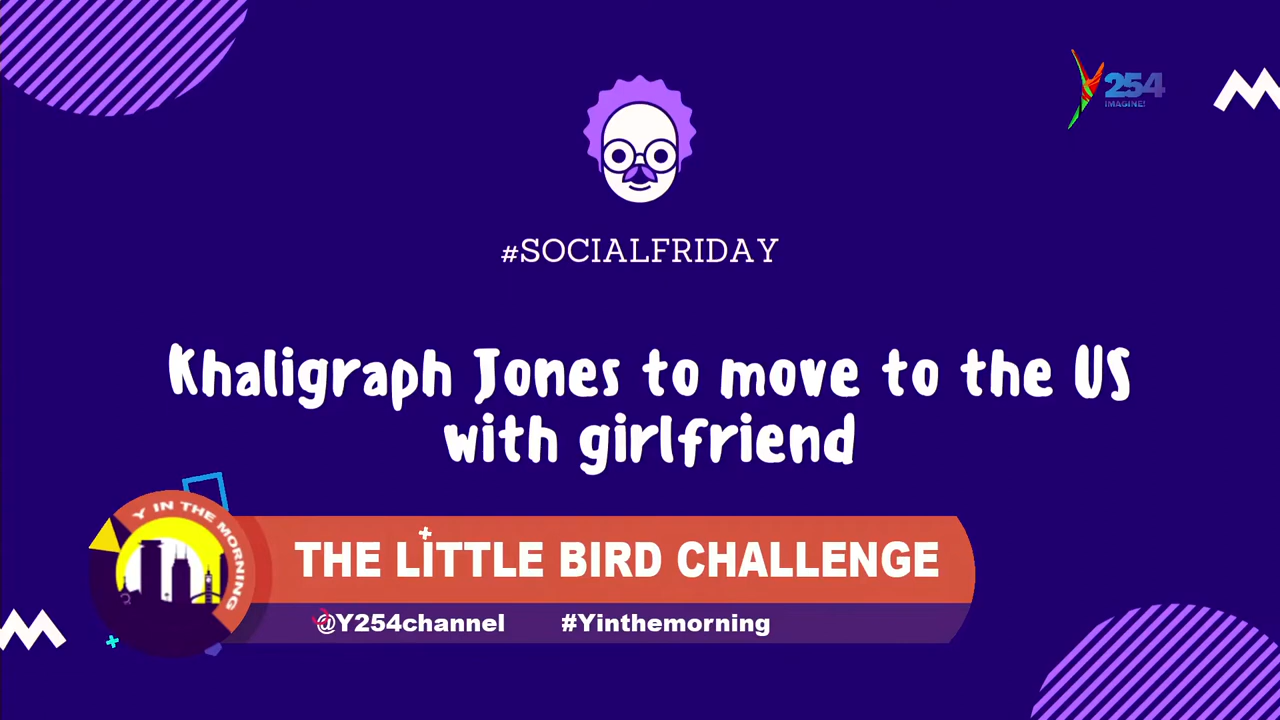 254
IMAGINE!
#SOCIALFRIDAY
Khaligraph Jones to move to the US
with girlfriend
Y IN THE MORNING
THE LITTLE BIRD CHALLENGE
@Y254channel #Yinthemorning